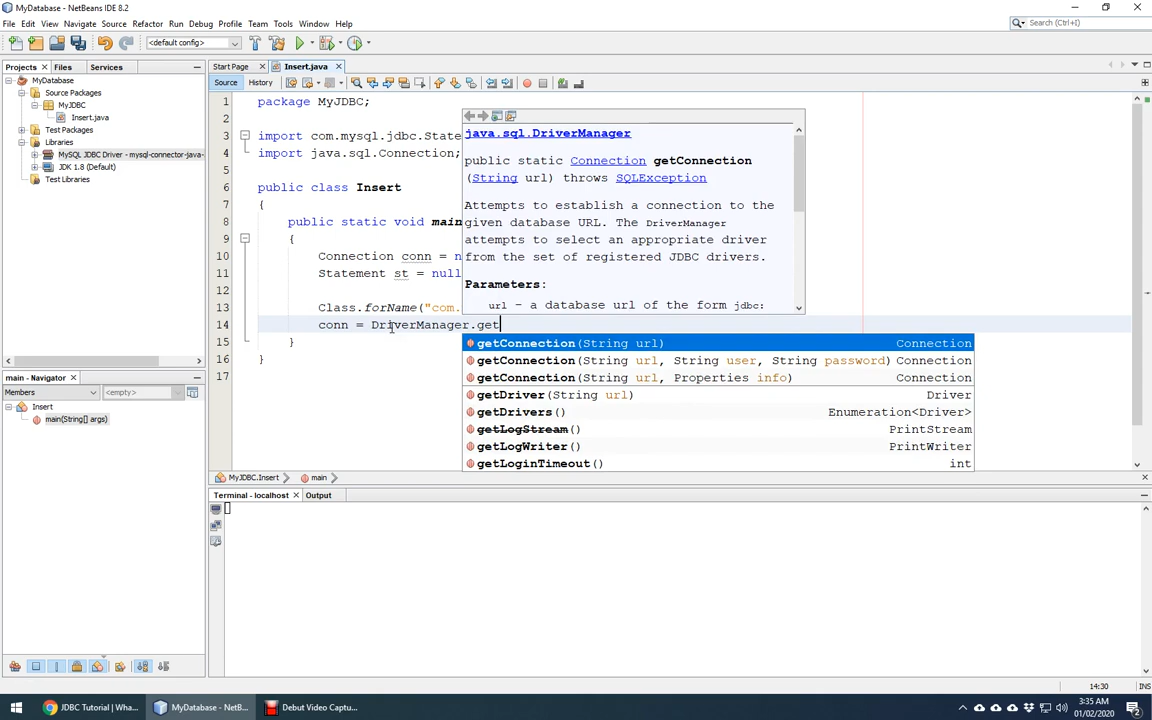 MyDatabase - NetBeans IDE 8.2
File Edit View Navigate Source Refactor Run Debug Profile Team Tools Window Help
Search (Ctrl+I)
<default config>
Projects Files Services
MyDatabase
Source Packages
MyJDBC
Insert.java
Test Packages
Libraries
MySQL JDBC Driver - mysql-connector-java-
JDK 1.8 (Default)
Test Libraries
main - Navigator
Members <empty>
Insert
main(String[] args)
Start Page Insert.java
Source History
1 package MyJDBC;
2
3 import com.mysql.jdbc.State
4 import java.sql.Connection;
5
6 public class Insert
7 {
8 public static void main
9 {
10 Connection conn = n
11 Statement st = null
12
13 Class.forName("com.
14 conn = DriverManager.get
15 }
16 }
17
java.sql.DriverManager
public static Connection getConnection
(String url) throws SQLException
Attempts to establish a connection to the
given database URL. The DriverManager
attempts to select an appropriate driver
from the set of registered JDBC drivers.
Parameters:
url - a database url of the form jdbc:
getConnection(String url) Connection
getConnection(String url, String user, String password) Connection
getConnection(String url, Properties info) Connection
getDriver(String url) Driver
getDrivers() Enumeration<Driver>
getLogStream() PrintStream
getLogWriter() PrintWriter
getLoginTimeout() int
MyJDBC.Insert main
Terminal - localhost Output
14:30 INS
JDBC Tutorial | Wha...
MyDatabase - NetB...
Debut Video Captu...
3:35 AM
01/02/2020
2